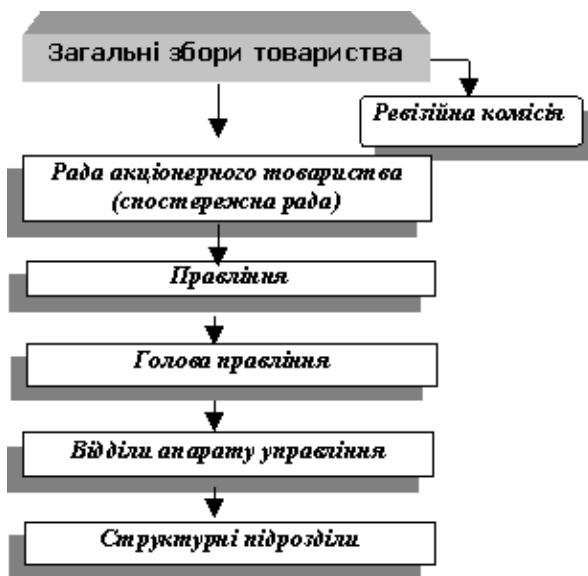 Загальні збори товариства
Ревізійна комісія
Рада акціонерного товариства
(спостережна рада)
Правління
Голова правління
Відділи апарату управління
Структурні підрозділи